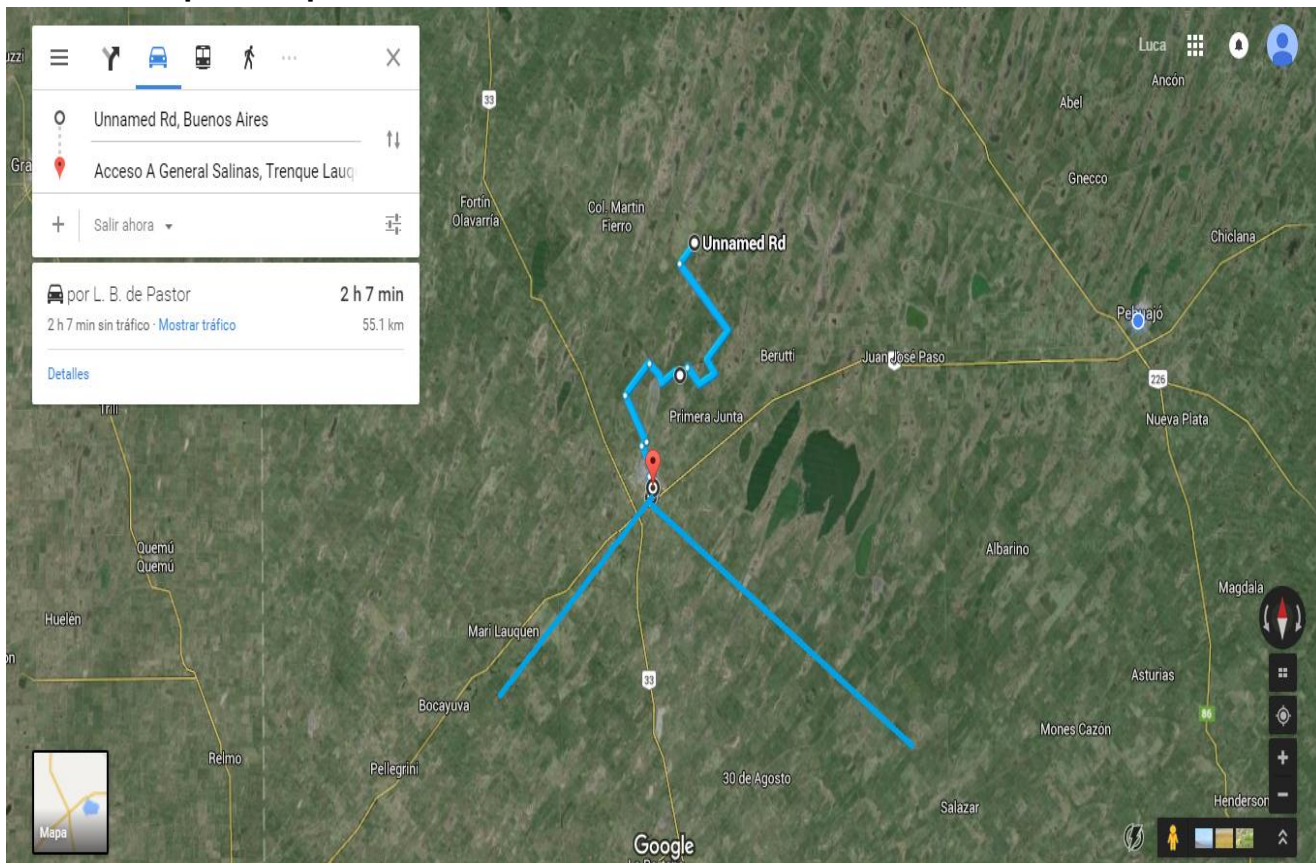 Unnamed Rd, Buenos Aires
Acceso A General Salinas, Trenque Lauq
Salir ahora
por L. B. de Pastor
2 h 7 min
2 h 7 min sin tráfico · Mostrar tráfico
55.1 km
Detalles
Luca
Ancón
Abel
33
Gra
Gnecco
Fortín
Olavarría
Col. Martin
Fierro
Unnamed Rd
Chiclana
Pehuajó
Berutti
Juan José Paso
226
Trili
Primera Junta
Nueva Plata
Quemú
Quemú
Albarino
Magdala
Huelén
Mari Lauquen
33
Asturias
Bocayuva
86
Mones Cazón
Relmo
Pellegrini
30 de Agosto
Salazar
Henderson
Mapa
Google